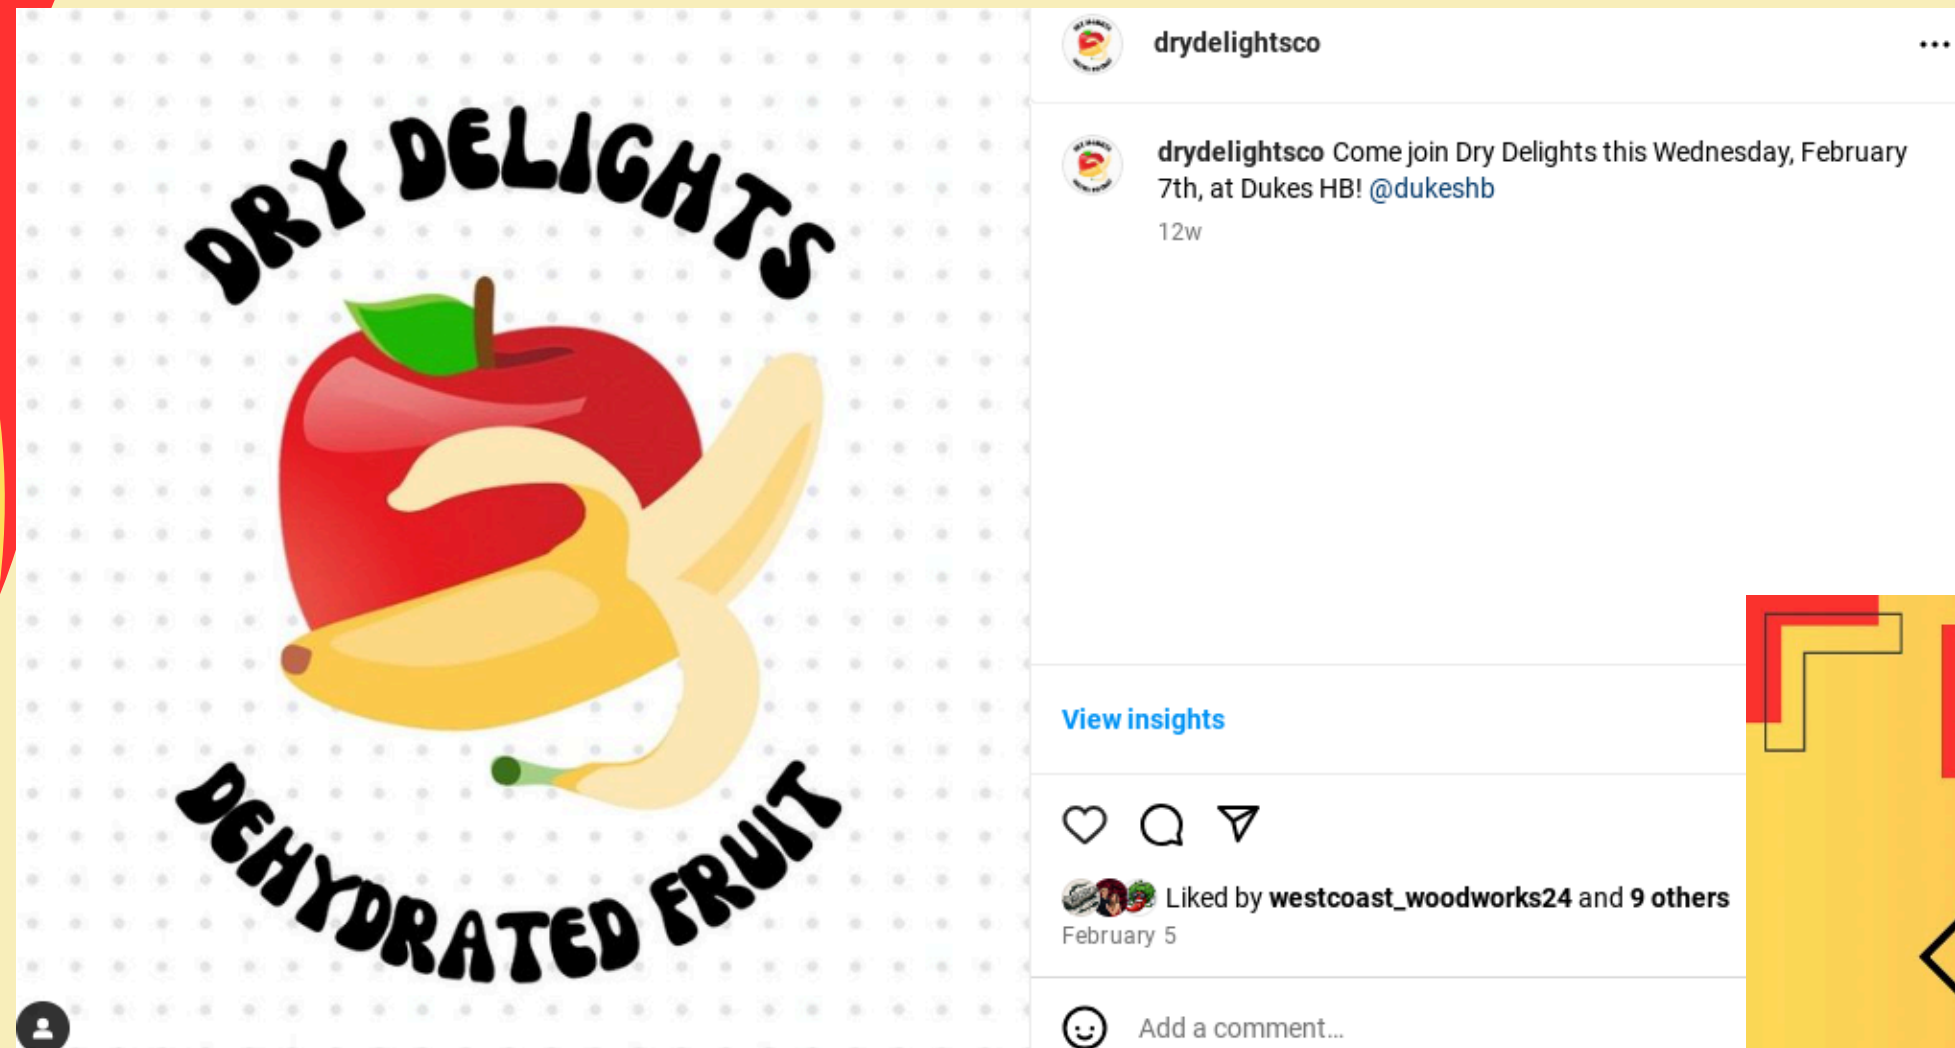 DRY DELIGHTS
DEHYDRATED FRUIT
drydelightsco
drydelightsco Come join Dry Delights this Wednesday, February
7th, at Dukes HB! @dukeshb
12w
View insights
Liked by westcoast_woodworks24 and 9 others
February 5
Add a comment...